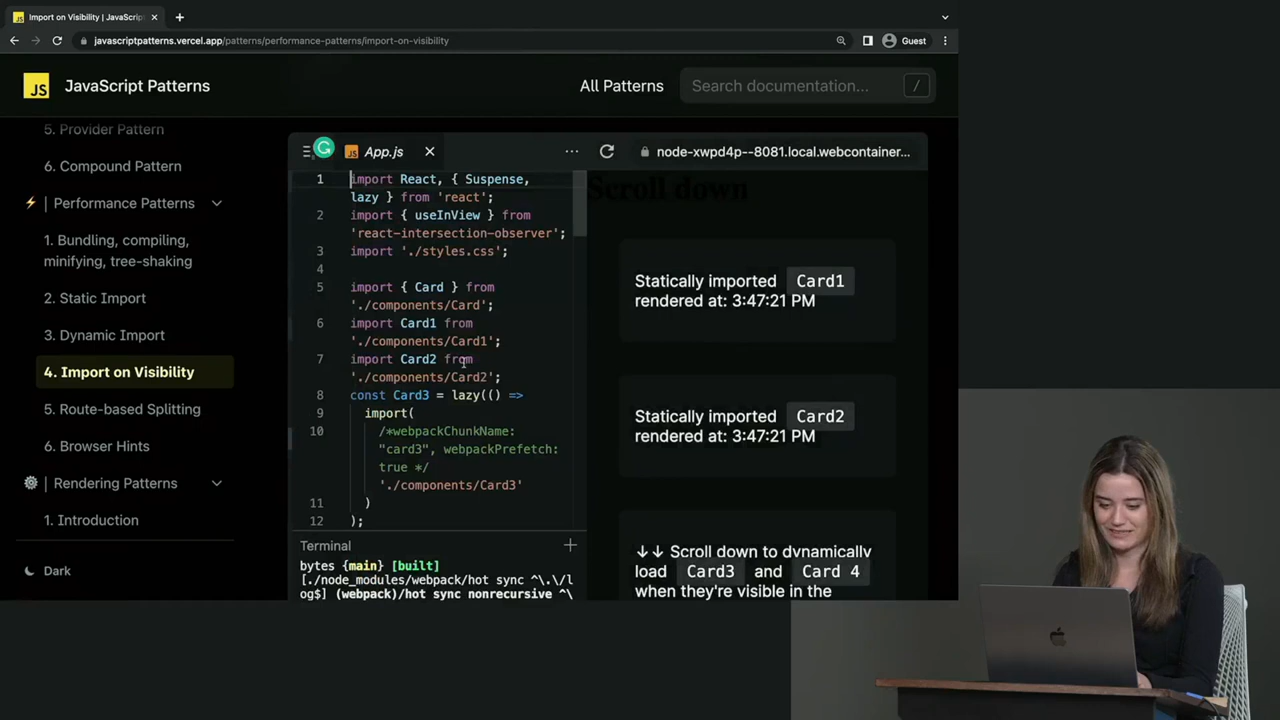 Import on Visibility | JavaScrip
javascriptpatterns.vercel.app/patterns/performance-patterns/import-on-visibility
Guest
JS
JavaScript Patterns
All Patterns
Search documentation...
/
5. Provider Pattern
6. Compound Pattern
Performance Patterns
1. Bundling, compiling,
minifying, tree-shaking
2. Static Import
3. Dynamic Import
4. Import on Visibility
5. Route-based Splitting
6. Browser Hints
Rendering Patterns
1. Introduction
Dark
App.js
1 import React, { Suspense,
lazy } from 'react';
2 import { useInView } from
'react-intersection-observer';
3 import './styles.css';
4
5 import { Card } from
'./components/Card';
6 import Card1 from
'./components/Card1';
7 import Card2 from
'./components/Card2';
8 const Card3 = lazy(() =>
9 import(
10 /*webpackChunkName:
"card3", webpackPrefetch:
true */
'./components/Card3'
11 )
12 );
Terminal
bytes {main} [built]
[./node_modules/webpack/hot sync ^\.\/l
og$] (webpack)/hot sync nonrecursive ^\
node-xwpd4p--8081.local.webcontainer...
Scroll down
Statically imported Card1
rendered at: 3:47:21 PM
Statically imported Card2
rendered at: 3:47:21 PM
↓↓ Scroll down to dynamically
load Card3 and Card 4
when they're visible in the